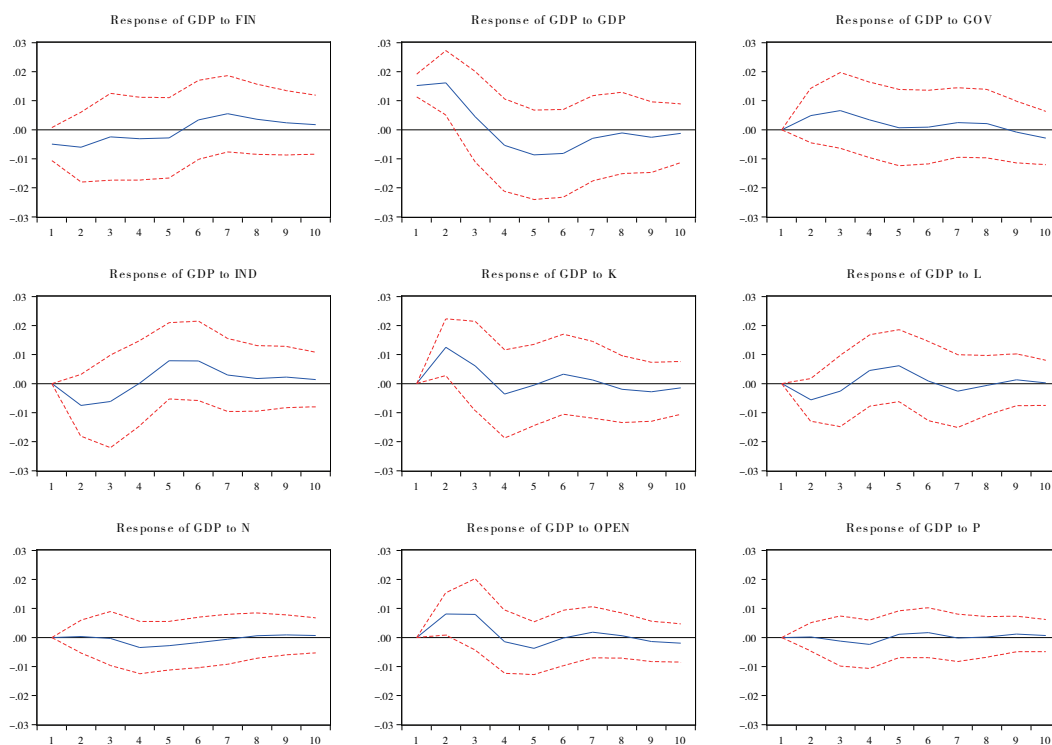 Response of GDP to FIN
Response of GDP to GDP
Response of GDP to GOV
.03 .03 .03
.02 .02 .02
.01 .01 .01
.00 .00 .00
–.01 –.01 –.01
–.02 –.02 –.02
–.03 –.03 –.03
1 2 3 4 5 6 7 8 9 10
1 2 3 4 5 6 7 8 9 10
1 2 3 4 5 6 7 8 9 10
Response of GDP to IND
Response of GDP to K
Response of GDP to L
.03 .03 .03
.02 .02 .02
.01 .01 .01
.00 .00 .00
–.01 –.01 –.01
–.02 –.02 –.02
–.03 –.03 –.03
1 2 3 4 5 6 7 8 9 10
1 2 3 4 5 6 7 8 9 10
1 2 3 4 5 6 7 8 9 10
Response of GDP to N
Response of GDP to OPEN
Response of GDP to P
.03 .03 .03
.02 .02 .02
.01 .01 .01
.00 .00 .00
–.01 –.01 –.01
–.02 –.02 –.02
–.03 –.03 –.03
1 2 3 4 5 6 7 8 9 10
1 2 3 4 5 6 7 8 9 10
1 2 3 4 5 6 7 8 9 10